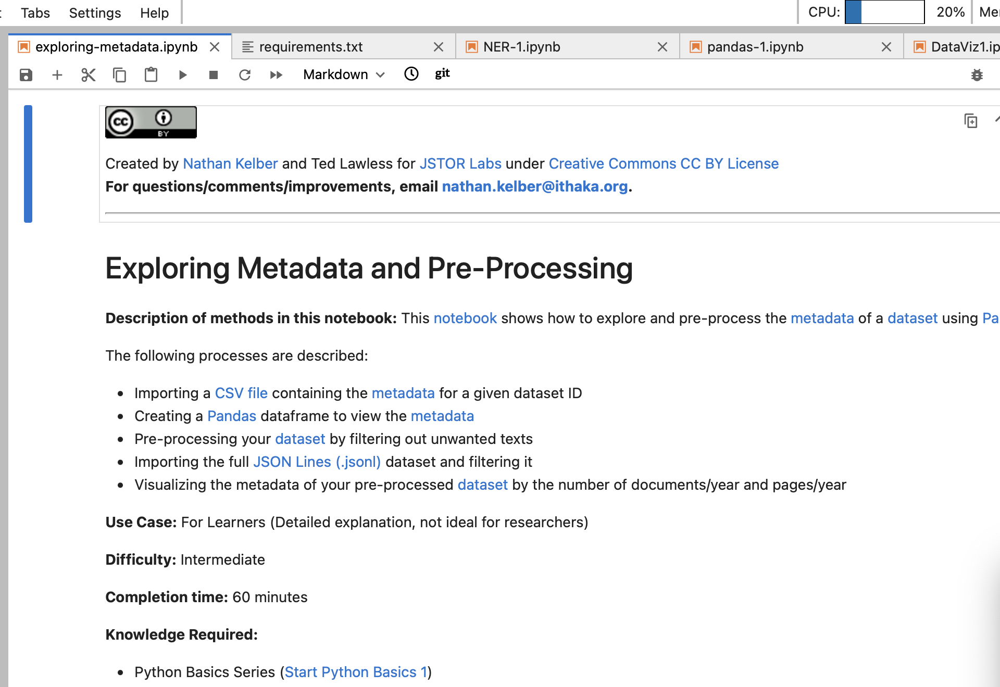 Tabs Settings Help CPU: 20%
exploring-metadata.ipynb requirements.txt NER-1.ipynb pandas-1.ipynb DataViz1.ip
Markdown git
CC BY
Created by Nathan Kelber and Ted Lawless for JSTOR Labs under Creative Commons CC BY License
For questions/comments/improvements, email nathan.kelber@ithaka.org.
Exploring Metadata and Pre-Processing
Description of methods in this notebook: This notebook shows how to explore and pre-process the metadata of a dataset using Pa
The following processes are described:
• Importing a CSV file containing the metadata for a given dataset ID
• Creating a Pandas dataframe to view the metadata
• Pre-processing your dataset by filtering out unwanted texts
• Importing the full JSON Lines (.jsonl) dataset and filtering it
• Visualizing the metadata of your pre-processed dataset by the number of documents/year and pages/year
Use Case: For Learners (Detailed explanation, not ideal for researchers)
Difficulty: Intermediate
Completion time: 60 minutes
Knowledge Required:
• Python Basics Series (Start Python Basics 1)